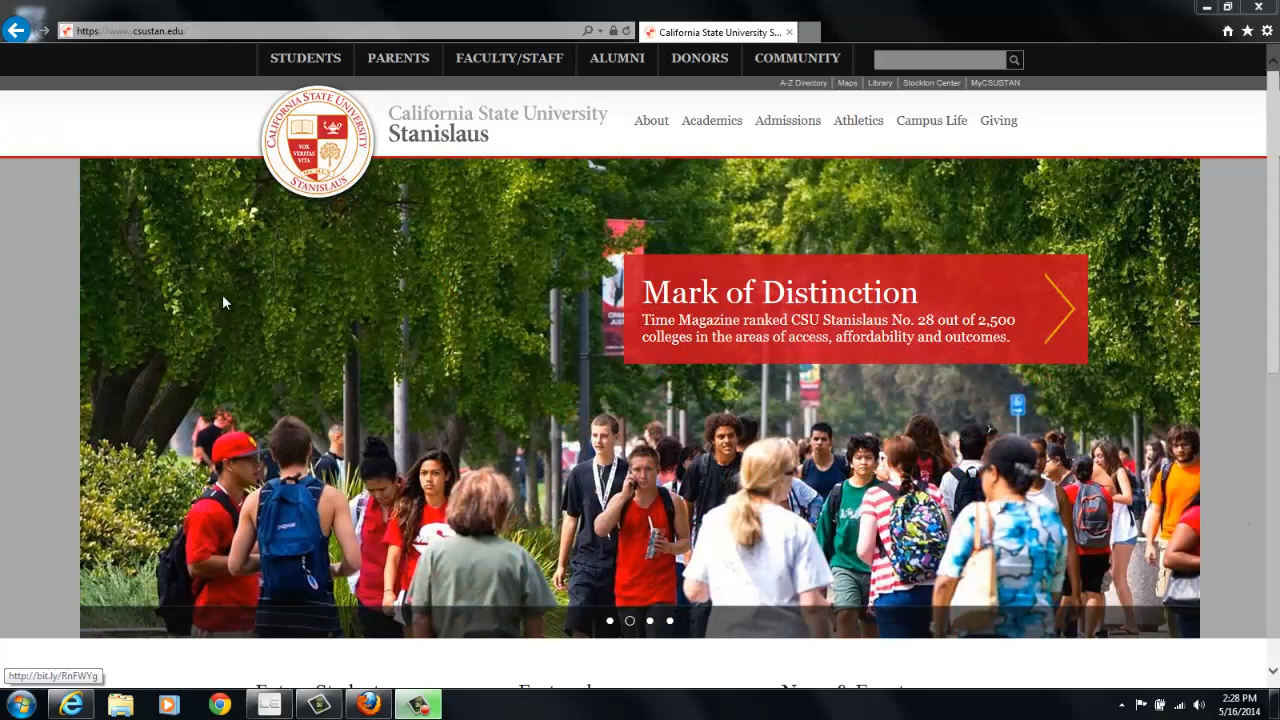 https://www.csustan.edu/
California State University S...
STUDENTS PARENTS FACULTY/STAFF ALUMNI DONORS COMMUNITY
A-Z Directory Maps Library Stockton Center MyCSUSTAN
CALIFORNIA STATE UNIVERSITY
STANISLAUS
VOX
VERITAS
VITA
California State University
Stanislaus
About Academics Admissions Athletics Campus Life Giving
Mark of Distinction
Time Magazine ranked CSU Stanislaus No. 28 out of 2,500
colleges in the areas of access, affordability and outcomes.
http://bit.ly/RnFWYg
2:28 PM
5/16/2014